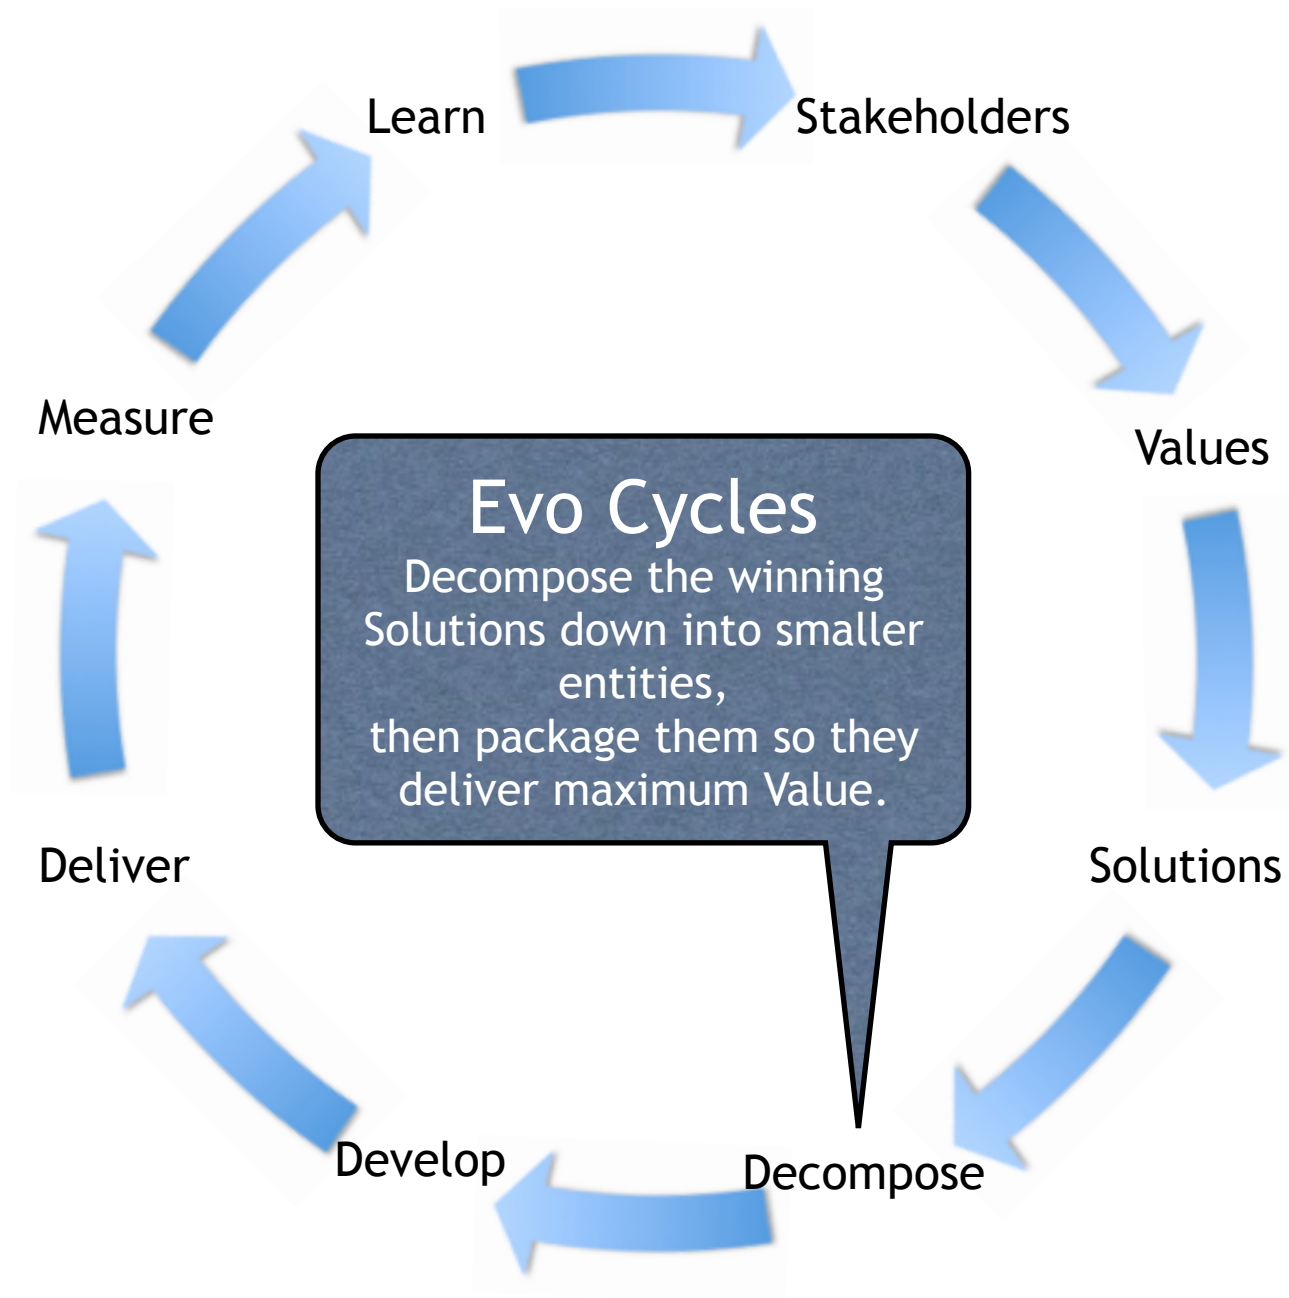 Learn
Stakeholders
Measure
Values
Evo Cycles
Decompose the winning
Solutions down into smaller
entities,
then package them so they
deliver maximum Value.
Deliver
Solutions
Develop
Decompose